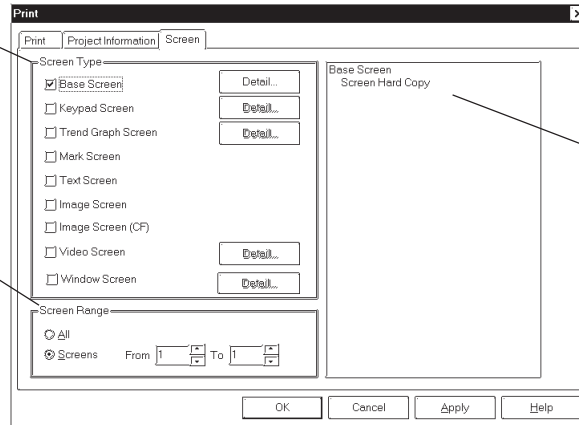 Print
Print Project Information Screen
Screen Type
Base Screen Detail...
Keypad Screen Detail...
Trend Graph Screen Detail...
Mark Screen
Text Screen
Image Screen
Image Screen (CF)
Video Screen Detail...
Window Screen Detail...
Base Screen
Screen Hard Copy
Screen Range
All
Screens From 1 To 1
OK Cancel Apply Help